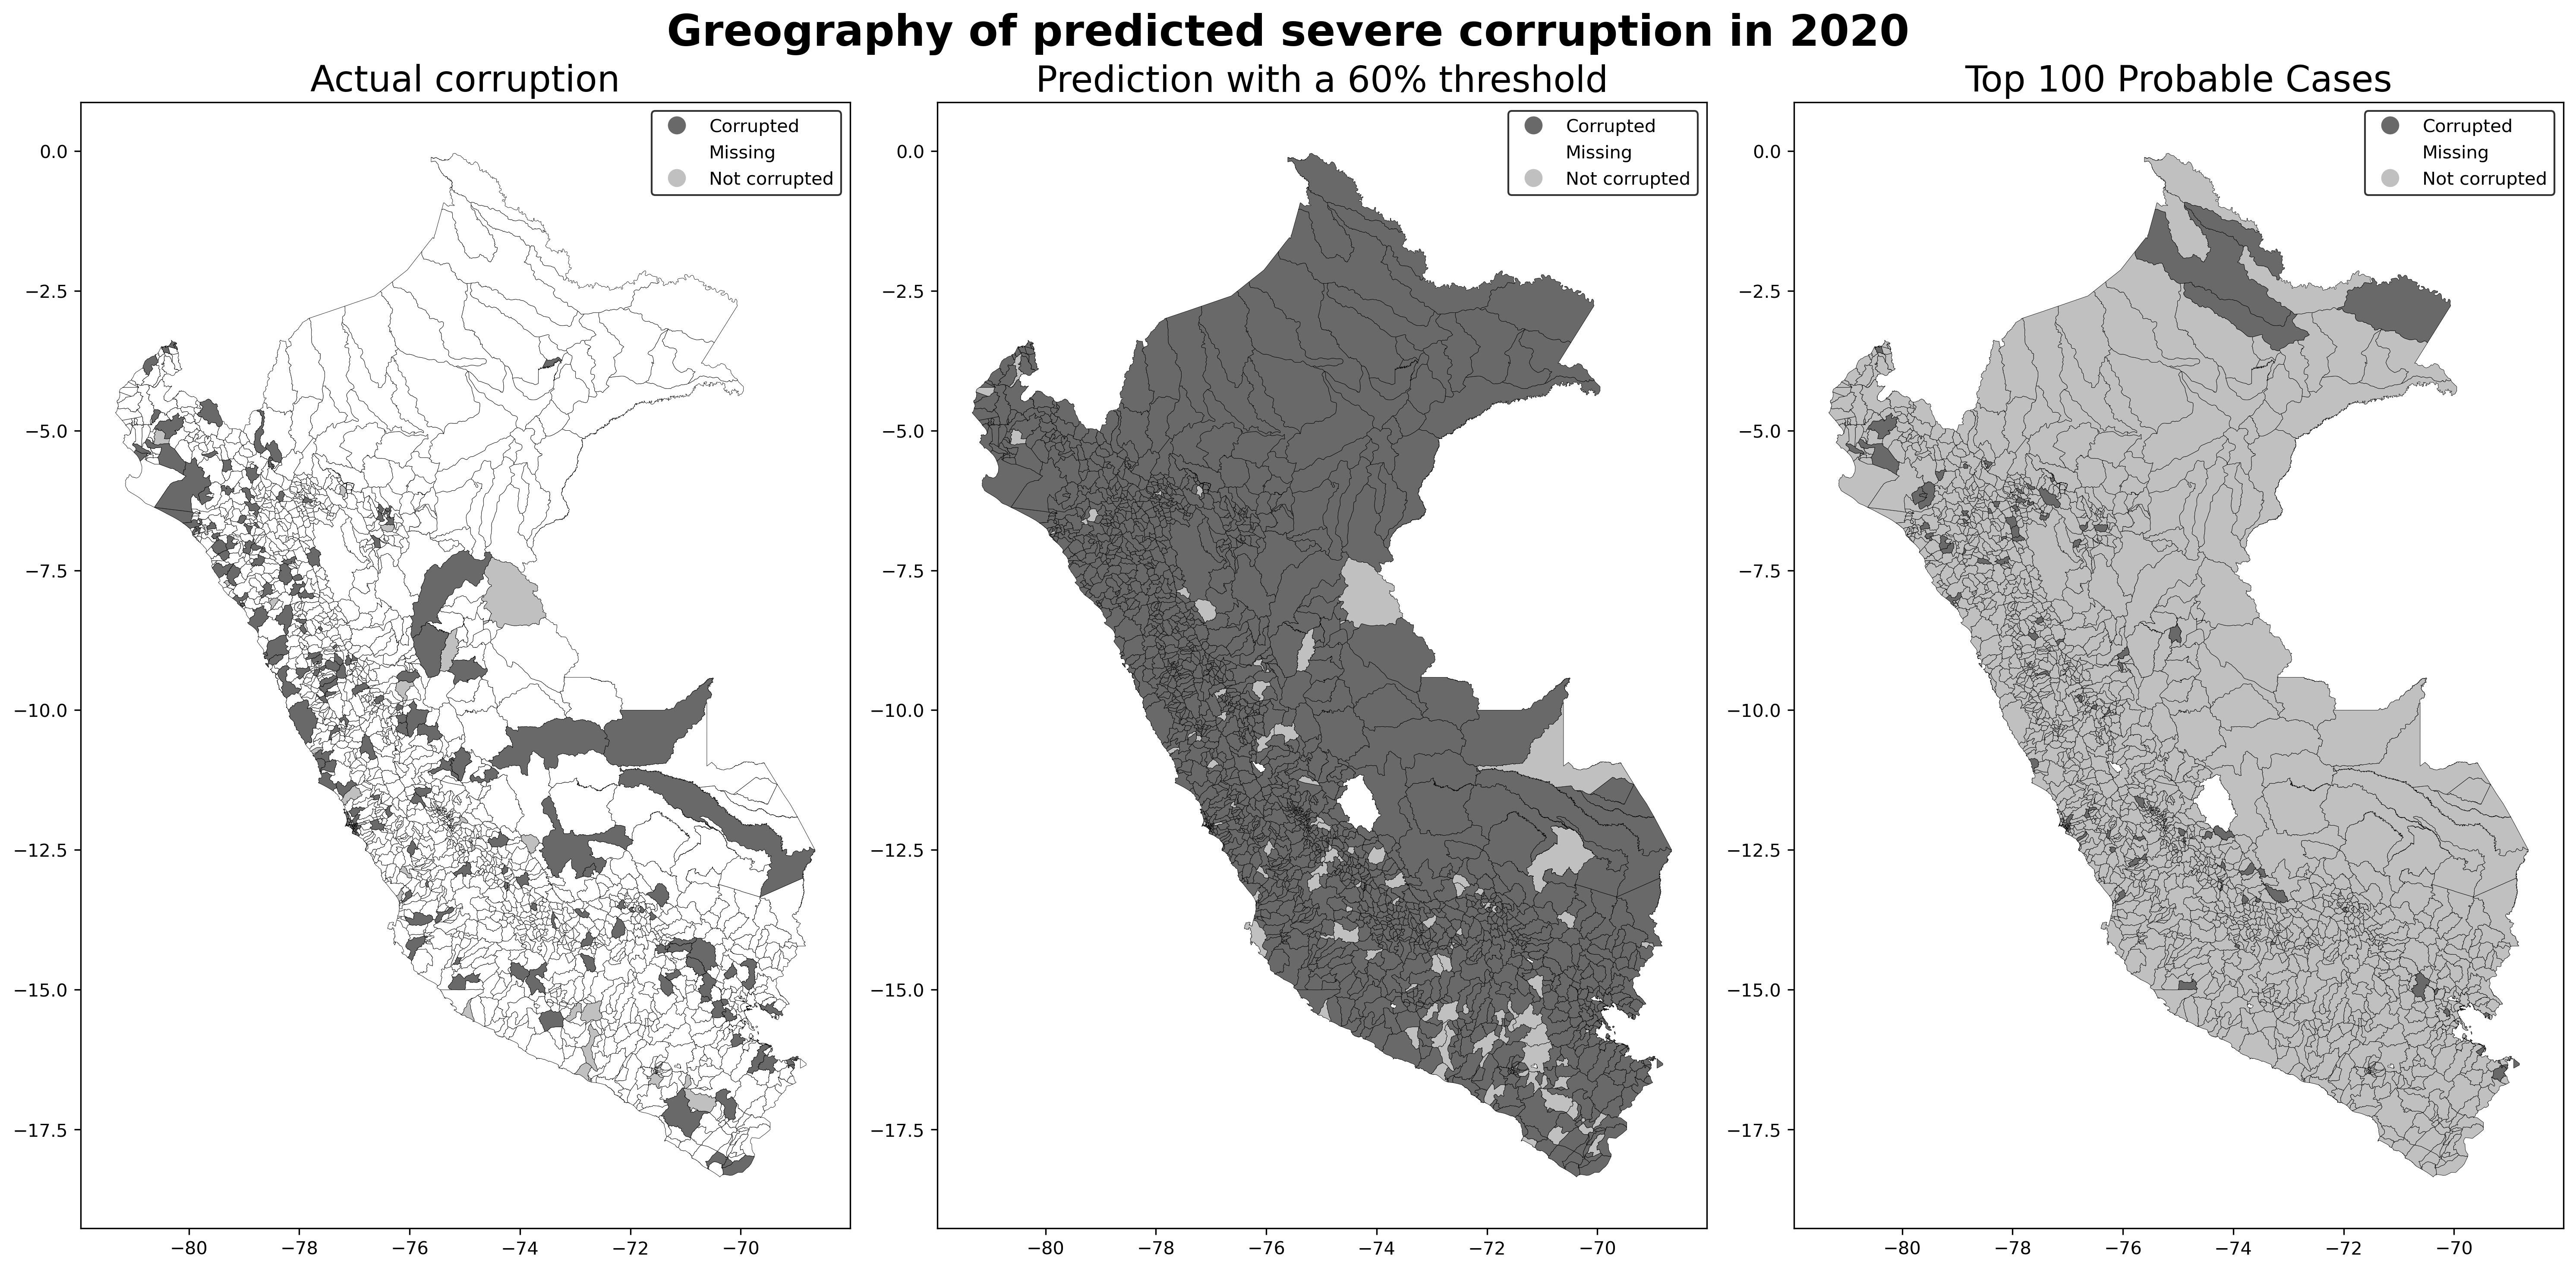 Greography of predicted severe corruption in 2020
Actual corruption
Corrupted
Missing
Not corrupted
0.0
−2.5
−5.0
−7.5
−10.0
−12.5
−15.0
−17.5
−80 −78 −76 −74 −72 −70
Prediction with a 60% threshold
Corrupted
Missing
Not corrupted
0.0
−2.5
−5.0
−7.5
−10.0
−12.5
−15.0
−17.5
−80 −78 −76 −74 −72 −70
Top 100 Probable Cases
Corrupted
Missing
Not corrupted
0.0
−2.5
−5.0
−7.5
−10.0
−12.5
−15.0
−17.5
−80 −78 −76 −74 −72 −70